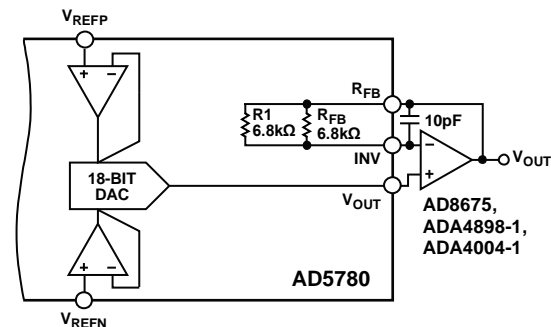 VREFP
+ −
R1
6.8kΩ
RFB
6.8kΩ
RFB
10pF
INV
−
+
VOUT
18-BIT
DAC
VOUT
AD8675,
ADA4898-1,
ADA4004-1
+ −
AD5780
VREFN